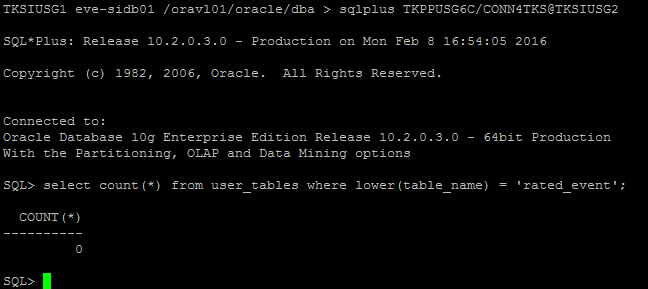 TKSIUSG1 eve-sidb01 /oravl01/oracle/dba > sqlplus TKPPUSG6C/CONN4TKS@TKSIUSG2
SQL*Plus: Release 10.2.0.3.0 - Production on Mon Feb 8 16:54:05 2016
Copyright (c) 1982, 2006, Oracle.  All Rights Reserved.
Connected to:
Oracle Database 10g Enterprise Edition Release 10.2.0.3.0 - 64bit Production
With the Partitioning, OLAP and Data Mining options
SQL> select count(*) from user_tables where lower(table_name) = 'rated_event';
COUNT(*)
----------
0
SQL>